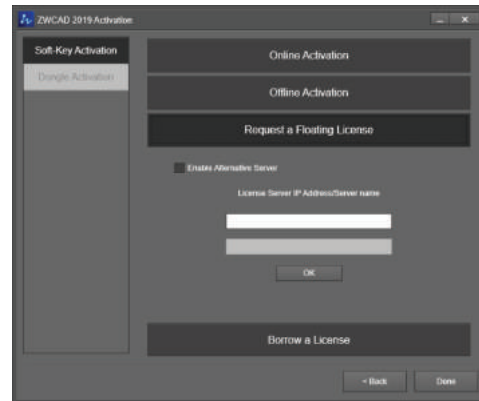 ZWCAD 2019 Activation
Soft-Key Activation
Dongle Activation
Online Activation
Offline Activation
Request a Floating License
Enable Alternative Server
License Server IP Address/Server name
OK
Borrow a License
< Back
Done